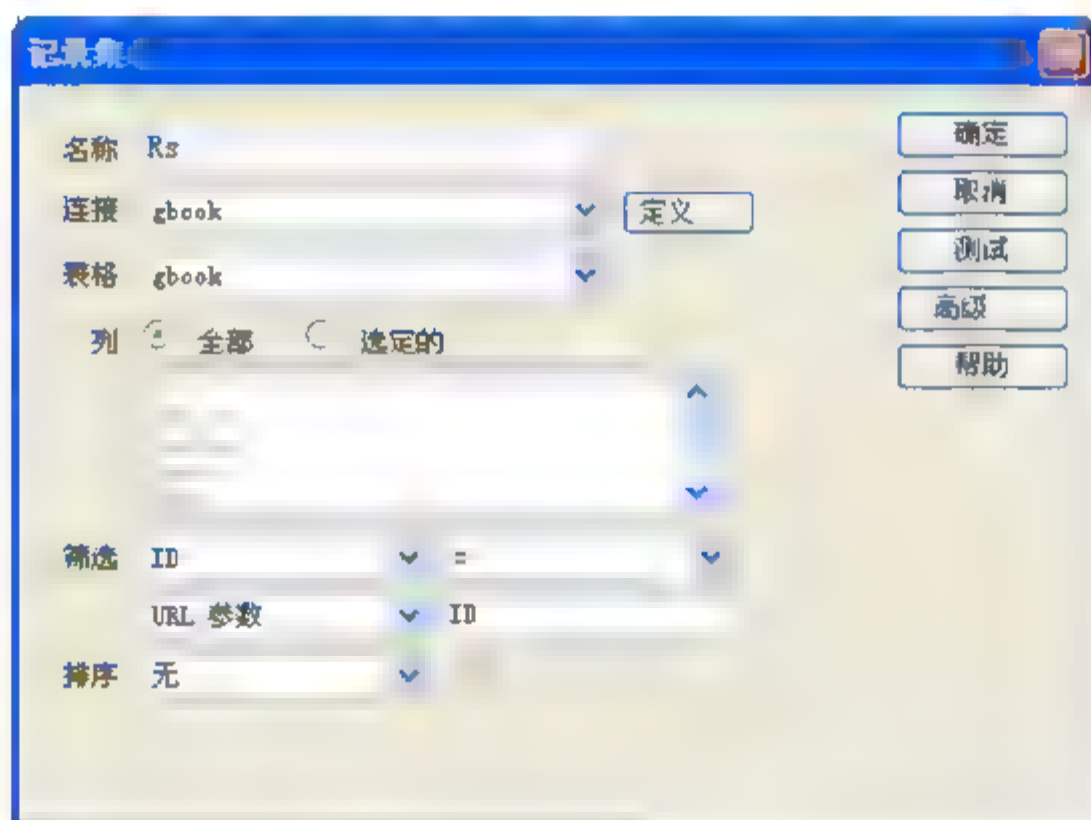 记录集
名称 Rs 确定
连接 gbook 定义 取消
表格 gbook 测试
列 全部 选定的 高级
帮助
筛选 ID =
URL 参数 ID
排序 无